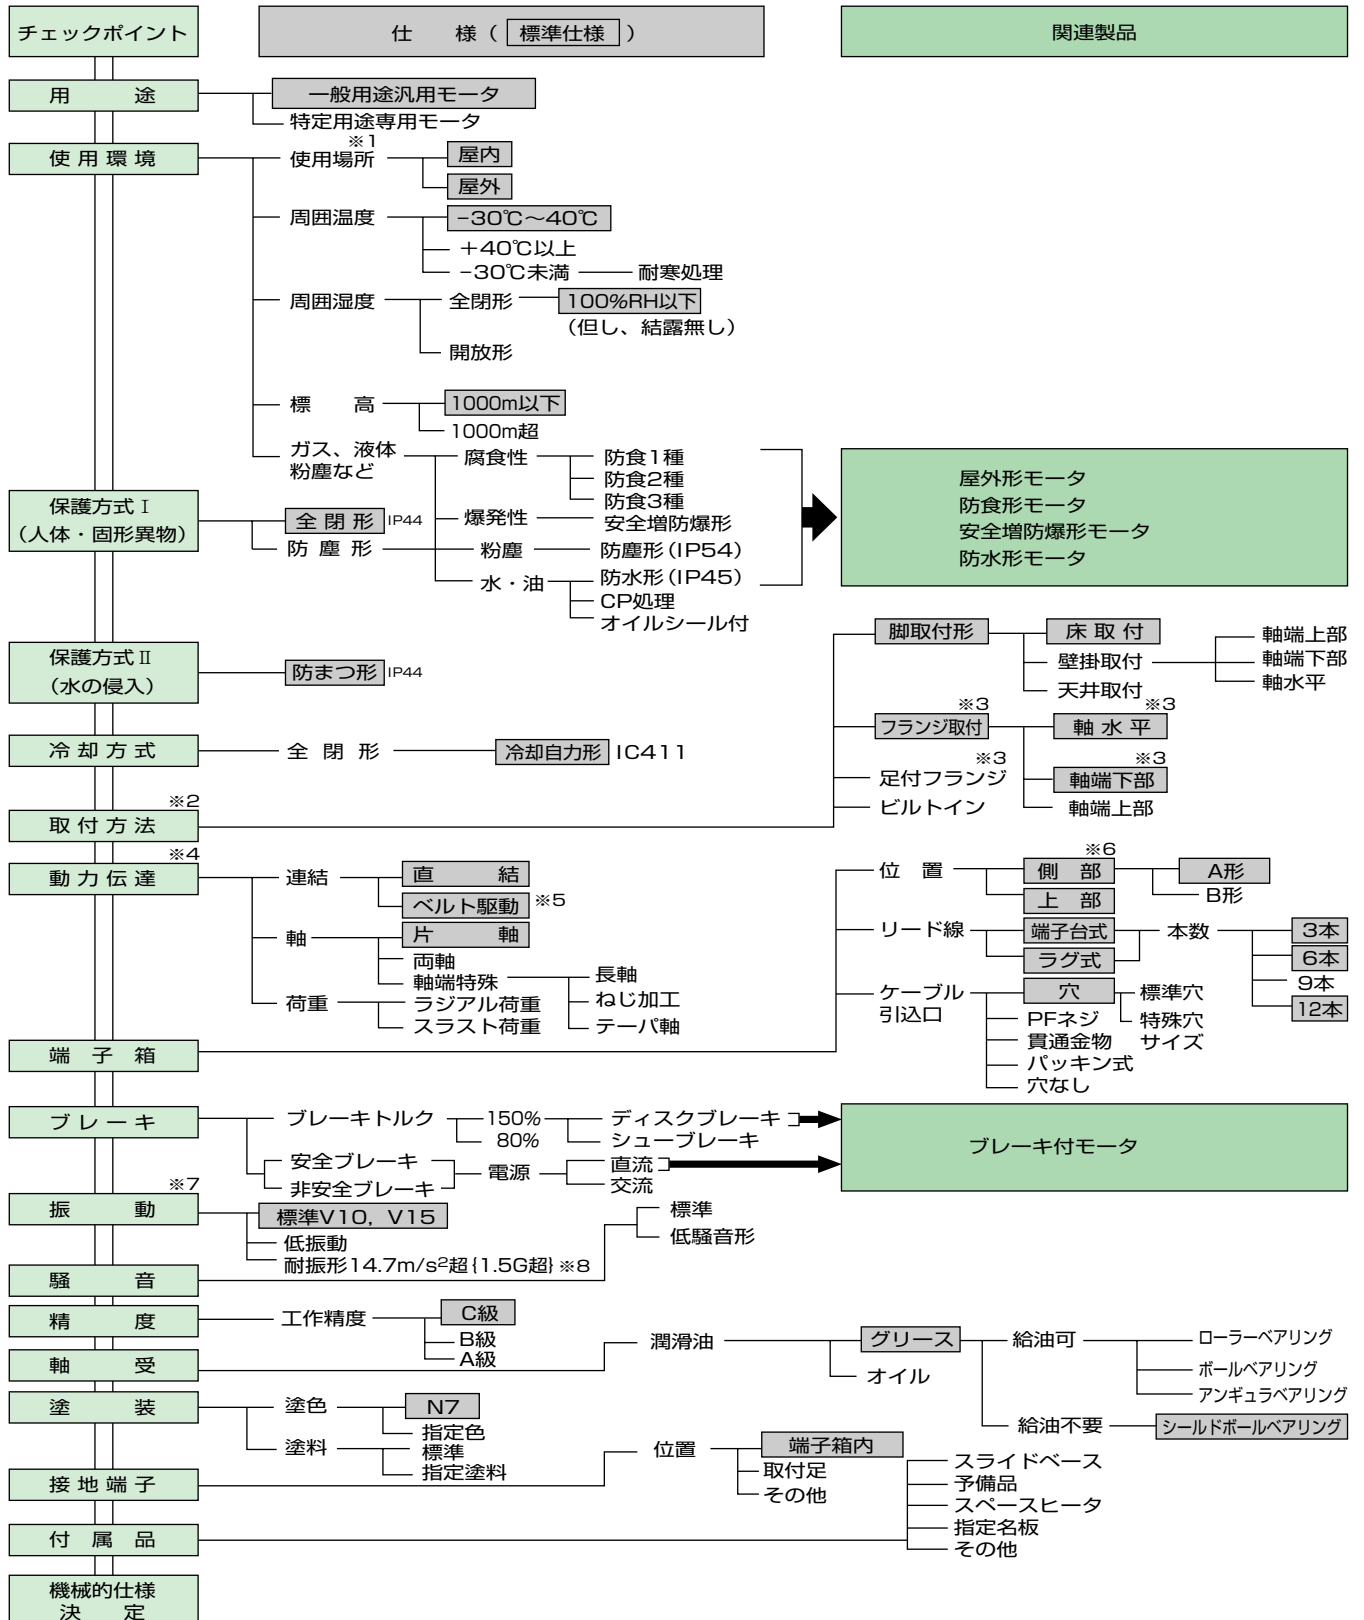 チェックポイント
仕　様（標準仕様）
関連製品
用　途
一般用途汎用モータ
特定用途専用モータ
使用環境
※1
使用場所
屋内
屋外
周囲温度
−30℃〜40℃
＋40℃以上
−30℃未満
耐寒処理
周囲湿度
全閉形
100%RH以下
（但し、結露無し）
開放形
標　高
1000m以下
1000m超
ガス、液体
粉塵など
腐食性
防食1種
防食2種
防食3種
爆発性
安全増防爆形
粉塵
防塵形（IP54）
水・油
防水形（IP45）
CP処理
オイルシール付
屋外形モータ
防食形モータ
安全増防爆形モータ
防水形モータ
保護方式Ⅰ
（人体・固形異物）
全閉形 IP44
防塵形
保護方式Ⅱ
（水の侵入）
防まつ形 IP44
冷却方式
全閉形
冷却自力形 IC411
※2
取付方法
脚取付形
床取付
壁掛取付
軸端上部
軸端下部
軸水平
天井取付
※3
フランジ取付
※3
軸水平
※3
軸端下部
軸端上部
※3
足付フランジ
ビルトイン
※4
動力伝達
連結
直　結
ベルト駆動 ※5
軸
片　軸
両軸
軸端特殊
長軸
ねじ加工
テーパ軸
荷重
ラジアル荷重
スラスト荷重
端子箱
位置
※6
側部
A形
B形
上部
リード線
端子台式
ラグ式
本数
3本
6本
9本
12本
ケーブル
引込口
穴
標準穴
特殊穴
サイズ
PFネジ
貫通金物
パッキン式
穴なし
ブレーキ
ブレーキトルク
150%
80%
ディスクブレーキ
シューブレーキ
安全ブレーキ
非安全ブレーキ
電源
直流
交流
ブレーキ付モータ
※7
振　動
標準V10，V15
低振動
耐振形14.7m/s²超{1.5G超}※8
騒　音
標準
低騒音形
精　度
工作精度
C級
B級
A級
軸　受
潤滑油
グリース
オイル
給油可
ローラーベアリング
ボールベアリング
アンギュラベアリング
給油不要
シールドボールベアリング
塗　装
塗色
N7
指定色
塗料
標準
指定塗料
接地端子
位置
端子箱内
取付足
その他
付属品
スライドベース
予備品
スペースヒータ
指定名板
その他
機械的仕様
決　定